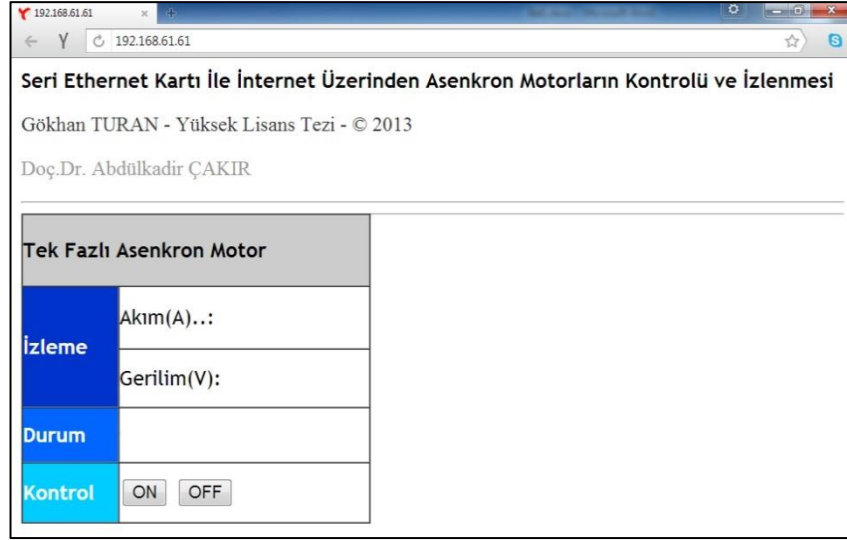 192.168.61.61
192.168.61.61
Seri Ethernet Kartı İle İnternet Üzerinden Asenkron Motorların Kontrolü ve İzlenmesi
Gökhan TURAN - Yüksek Lisans Tezi - © 2013
Doç.Dr. Abdülkadir ÇAKIR
Tek Fazlı Asenkron Motor
İzleme
Akım(A)..:
Gerilim(V):
Durum
Kontrol
ON OFF